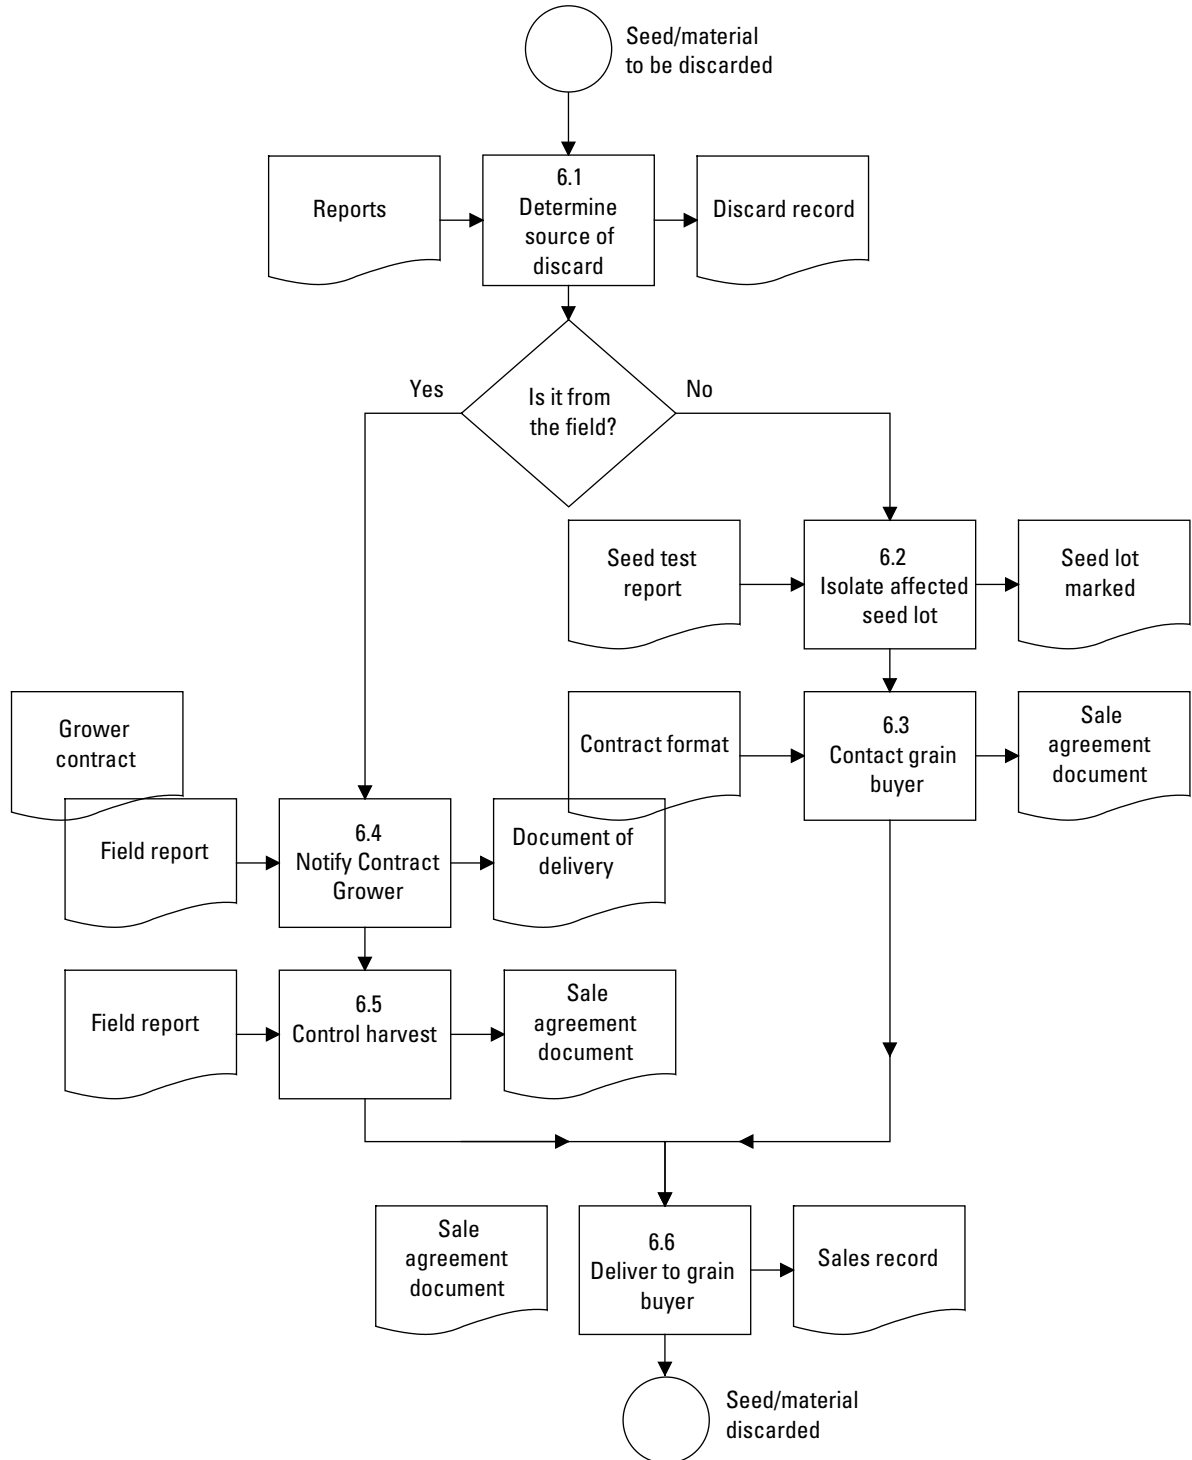 Seed/material
to be discarded
Reports
6.1
Determine
source of
discard
Discard record
Yes
Is it from
the field?
No
Seed test
report
6.2
Isolate affected
seed lot
Seed lot
marked
Grower
contract
Contract format
6.3
Contact grain
buyer
Sale
agreement
document
Field report
6.4
Notify Contract
Grower
Document of
delivery
Field report
6.5
Control harvest
Sale
agreement
document
Sale
agreement
document
6.6
Deliver to grain
buyer
Sales record
Seed/material
discarded